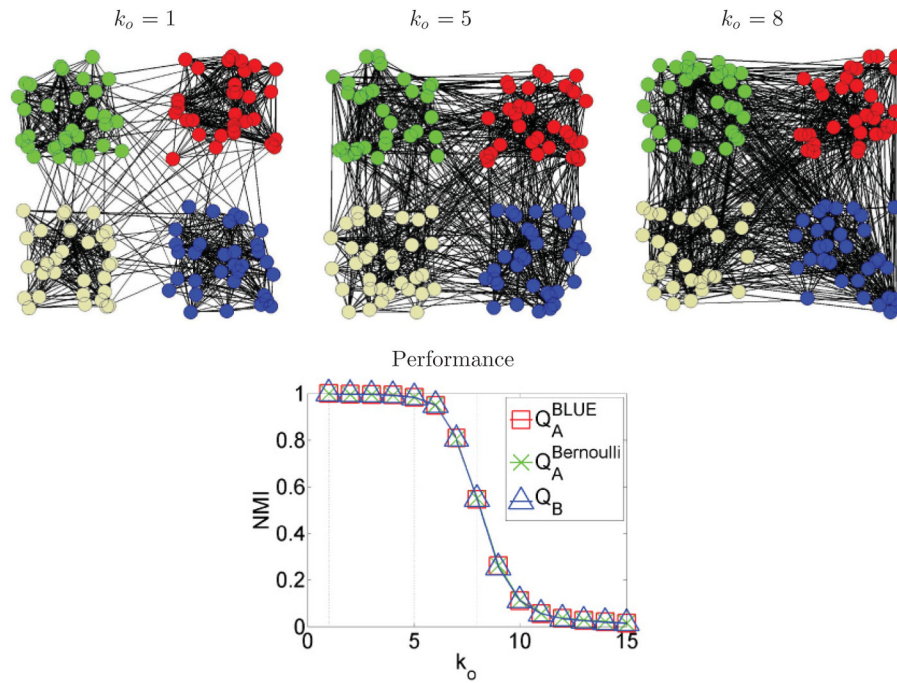 k_o = 1 k_o = 5 k_o = 8
Performance
1
0.8
0.6
0.4
0.2
0
NMI
Q_A^BLUE
Q_A^Bernoulli
Q_B
0 5 10 15
k_o